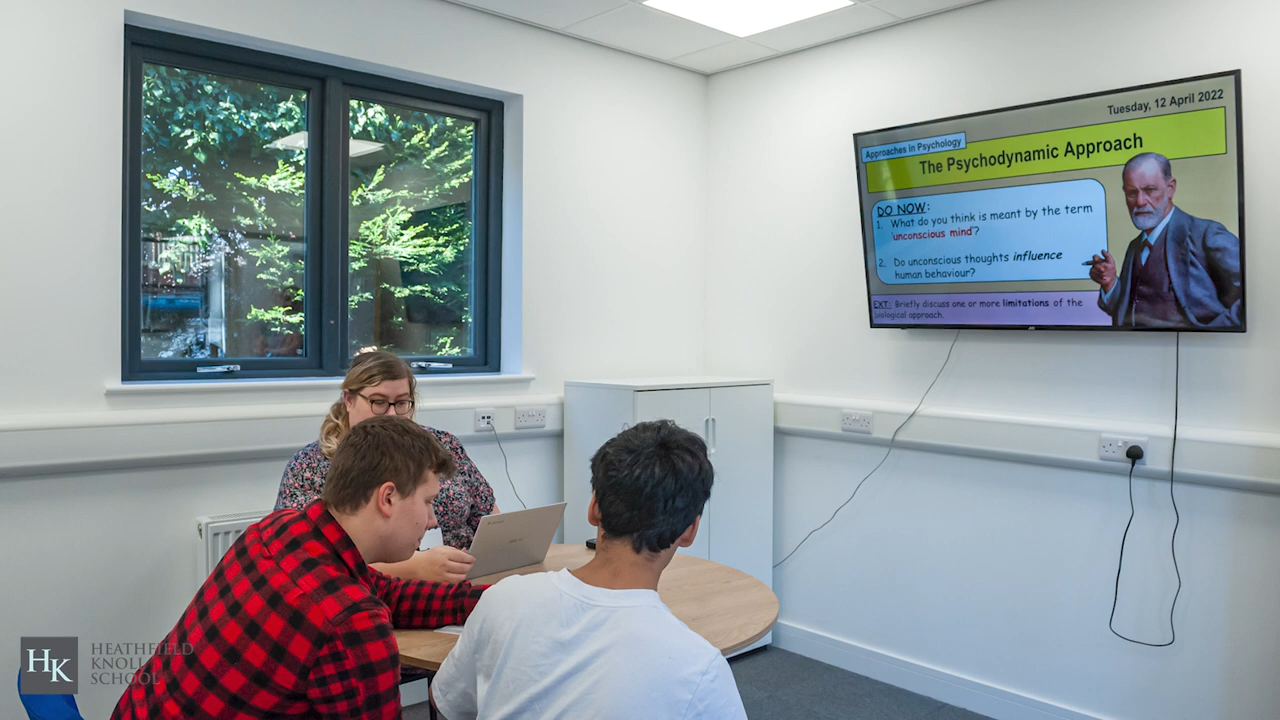 Tuesday, 12 April 2022
Approaches in Psychology
The Psychodynamic Approach
DO NOW:
1. What do you think is meant by the term
'unconscious mind'?
2. Do unconscious thoughts influence
human behaviour?
EXT: Briefly discuss one or more limitations of the
biological approach.
HK
HEATHFIELD
KNOLL
SCHOOL